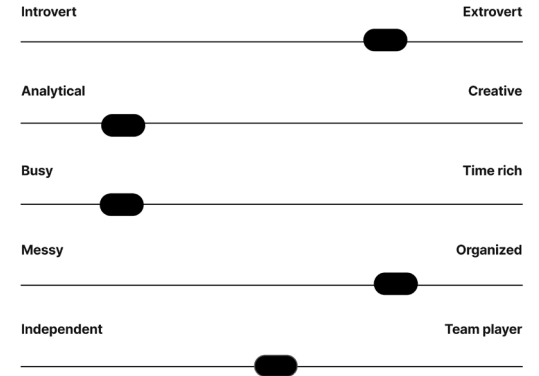 Introvert Extrovert
Analytical Creative
Busy Time rich
Messy Organized
Independent Team player